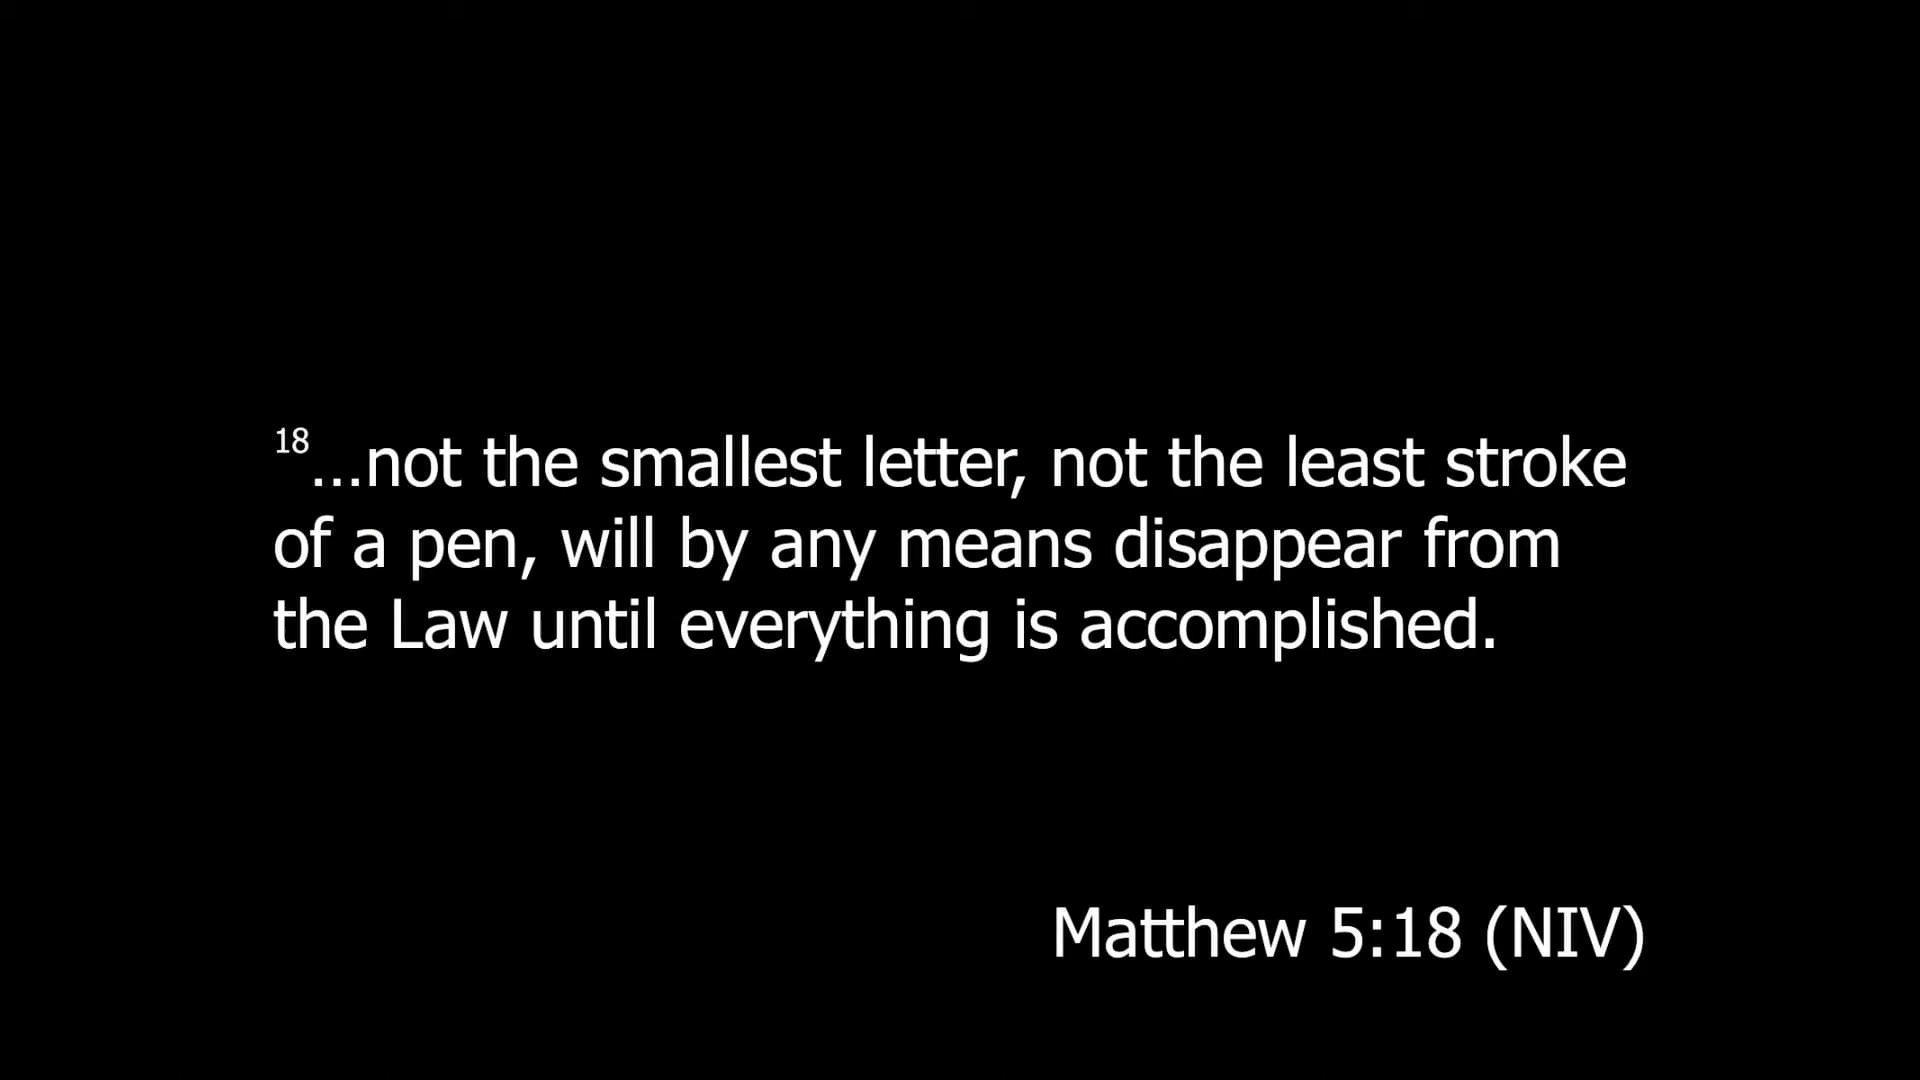 18...not the smallest letter, not the least stroke
of a pen, will by any means disappear from
the Law until everything is accomplished.
Matthew 5:18 (NIV)